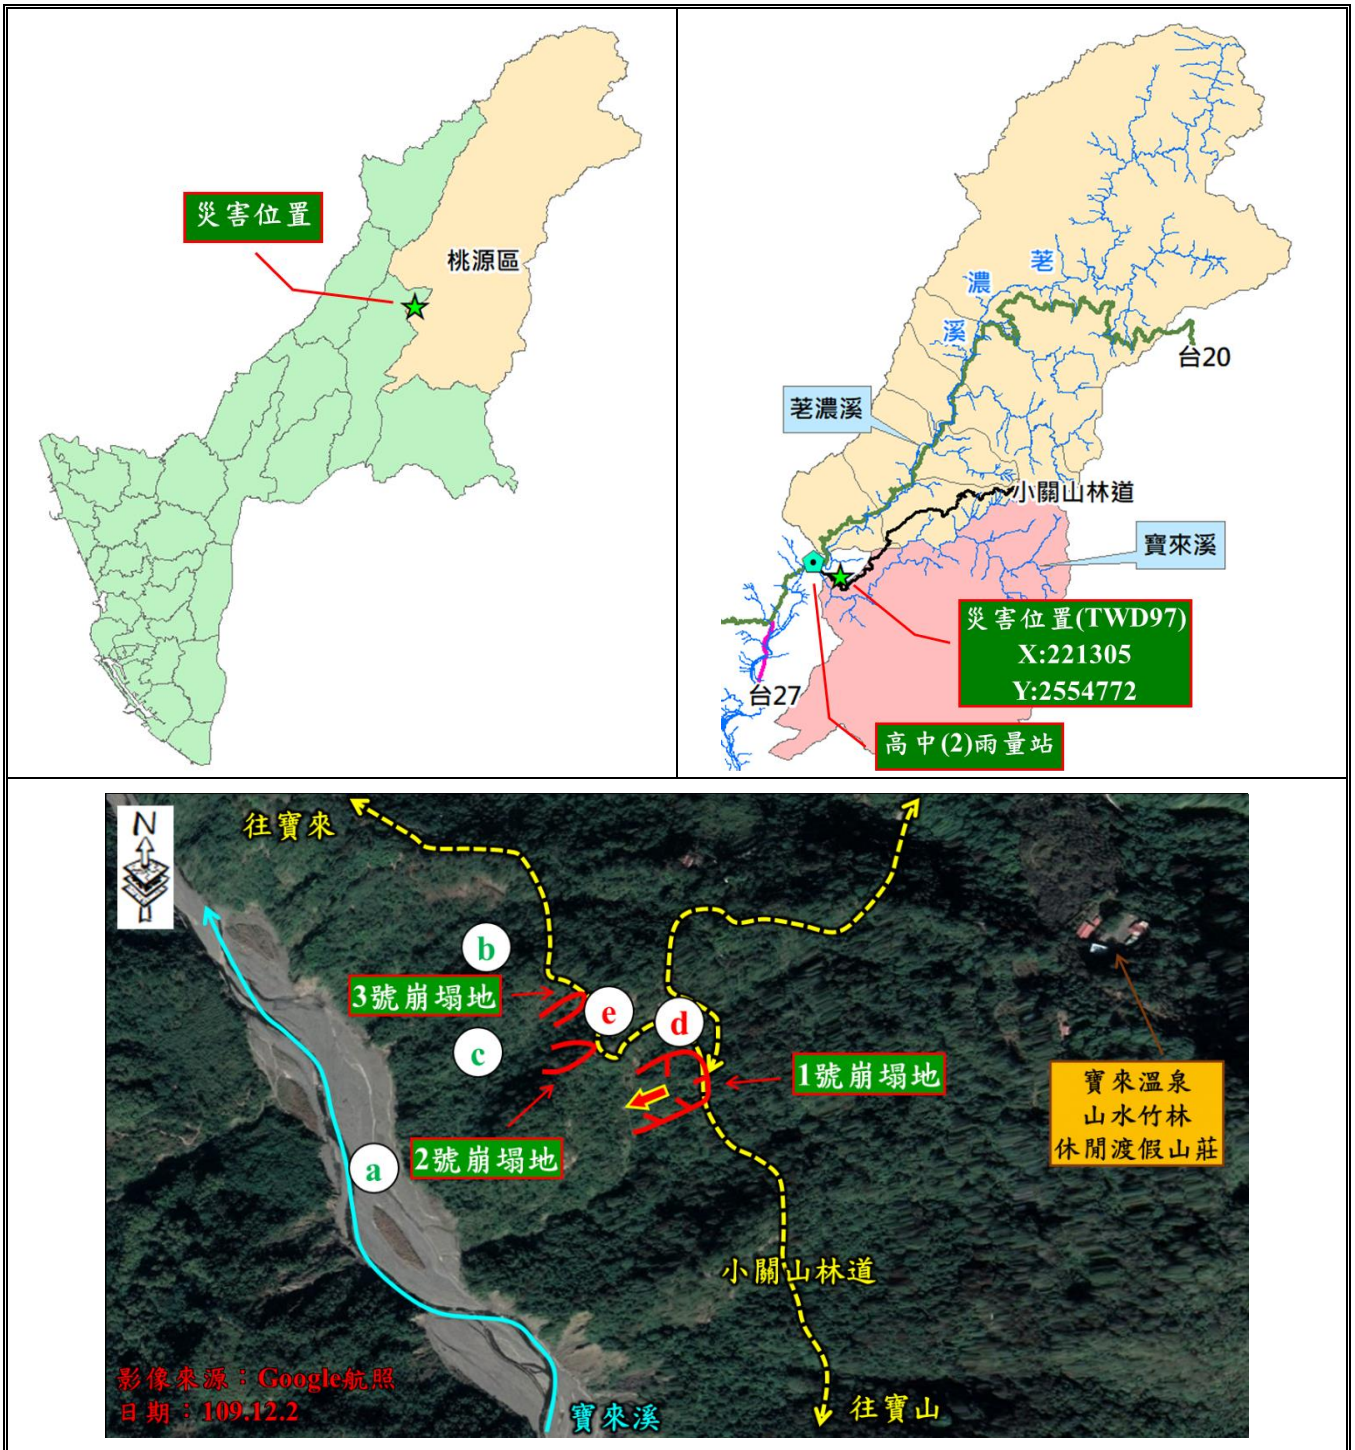 災害位置
桃源區
荖
濃
溪
台20
荖濃溪
小關山林道
寶來溪
災害位置(TWD97)
X:221305
Y:2554772
台27
高中(2)雨量站
N
往寶來
b
3號崩塌地
e
d
c
1號崩塌地
寶來溫泉
山水竹林
休閒渡假山莊
2號崩塌地
a
小關山林道
影像來源：Google航照
日期：109.12.2
寶來溪
往寶山